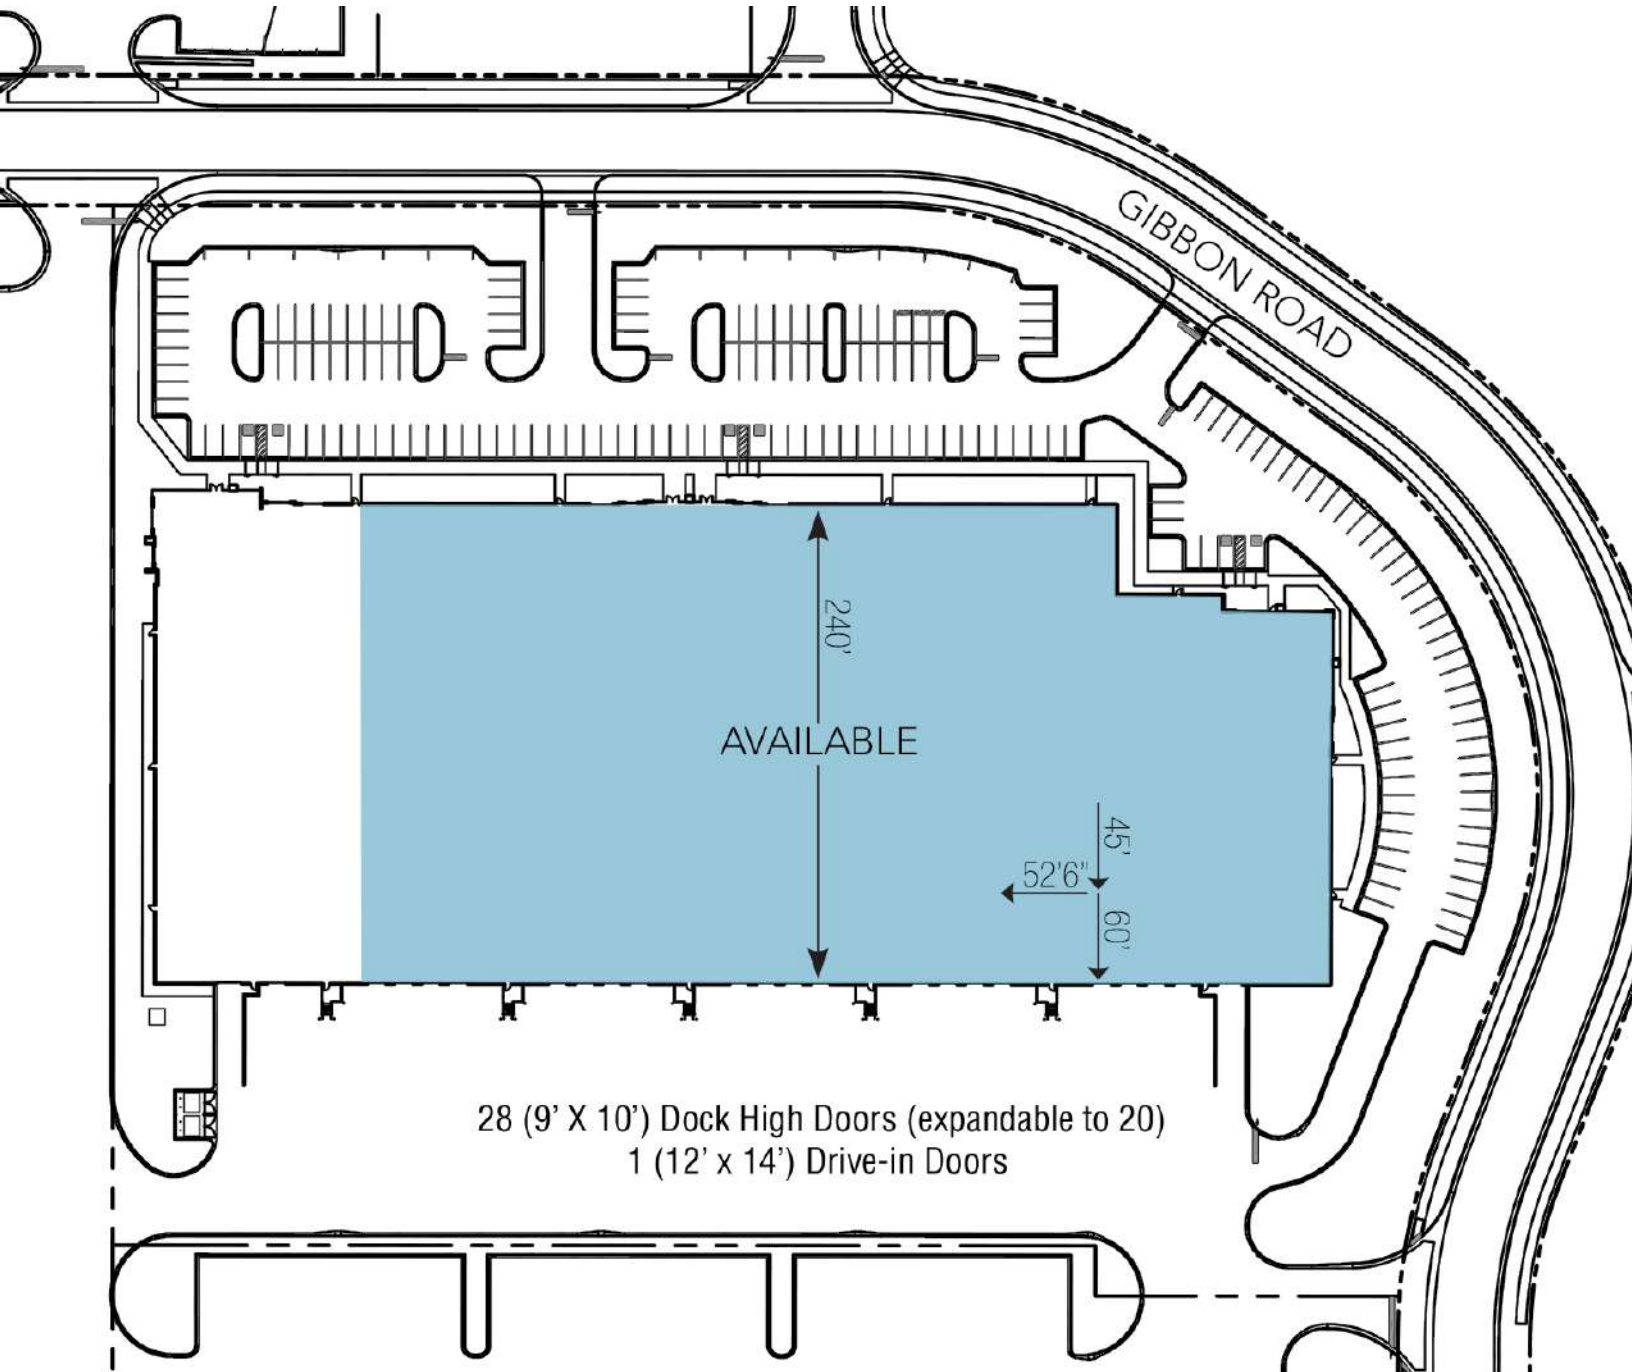 GIBBON ROAD
240'
AVAILABLE
45'
52'6"
60'
28 (9’ X 10’) Dock High Doors (expandable to 20)
1 (12’ x 14’) Drive-in Doors